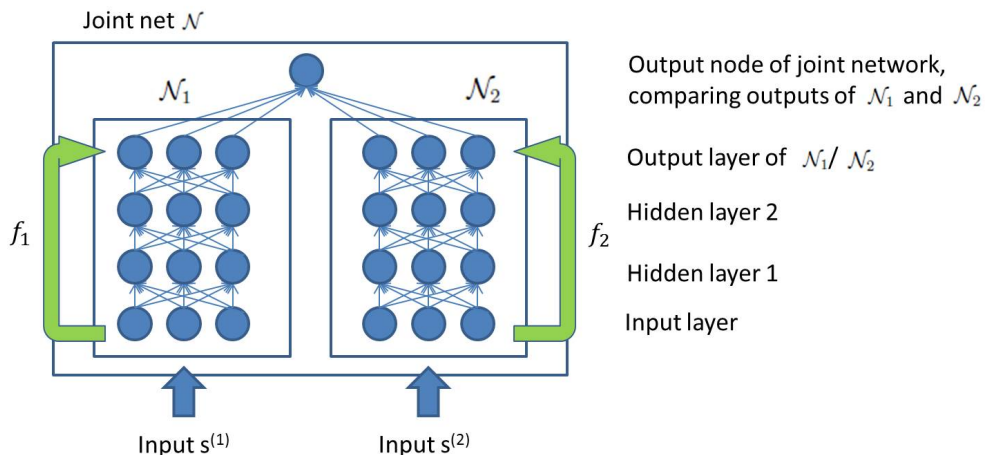 Joint net 𝒩
𝒩₁
𝒩₂
Output node of joint network,
comparing outputs of 𝒩₁ and 𝒩₂
Output layer of 𝒩₁/ 𝒩₂
Hidden layer 2
f₁
f₂
Hidden layer 1
Input layer
Input s⁽¹⁾
Input s⁽²⁾